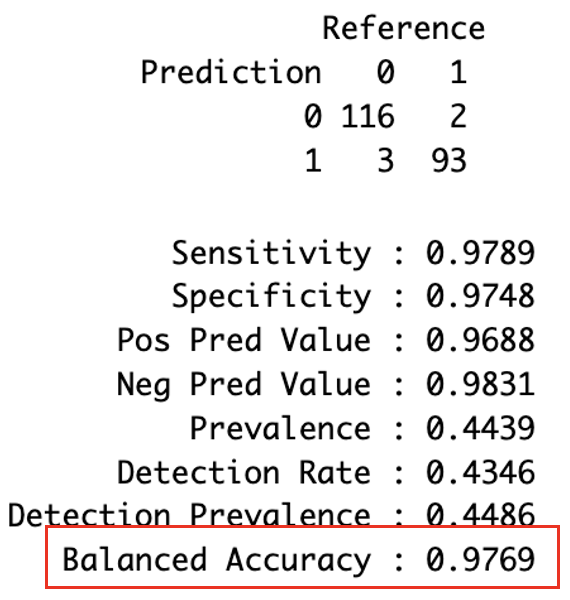 Reference
Prediction 0 1
0 116 2
1 3 93
Sensitivity : 0.9789
Specificity : 0.9748
Pos Pred Value : 0.9688
Neg Pred Value : 0.9831
Prevalence : 0.4439
Detection Rate : 0.4346
Detection Prevalence : 0.4486
Balanced Accuracy : 0.9769